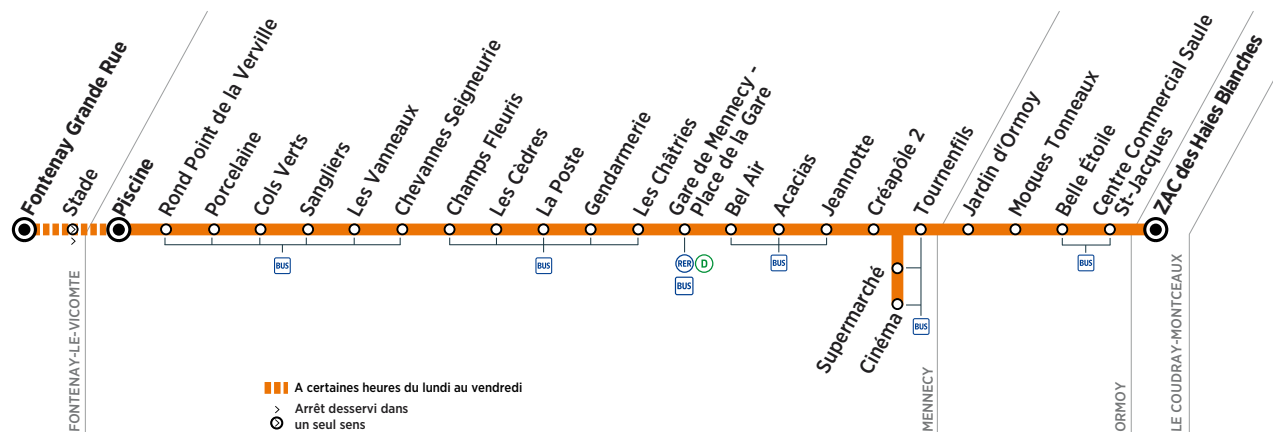 Fontenay Grande Rue
Stade
Piscine
Rond Point de la Verville
Porcelaine
Cols Verts
Sangliers
Les Vanneaux
Chevannes Seigneurie
Champs Fleuris
Les Cèdres
La Poste
Gendarmerie
Les Châtries
Gare de Mennecy -
Place de la Gare
Bel Air
Acacias
Jeannotte
Créapôle 2
Tournenfils
Jardin d'Ormoy
Moques Tonneaux
Belle Étoile
Centre Commercial Saule
St-Jacques
ZAC des Haies Blanches
BUS
BUS
RER D
BUS
BUS
BUS
Supermarché
Cinéma
BUS
FONTENAY-LE-VICOMTE
MENNECY
ORMOY
LE COUDRAY-MONTCEAUX
A certaines heures du lundi au vendredi
Arrêt desservi dans
un seul sens